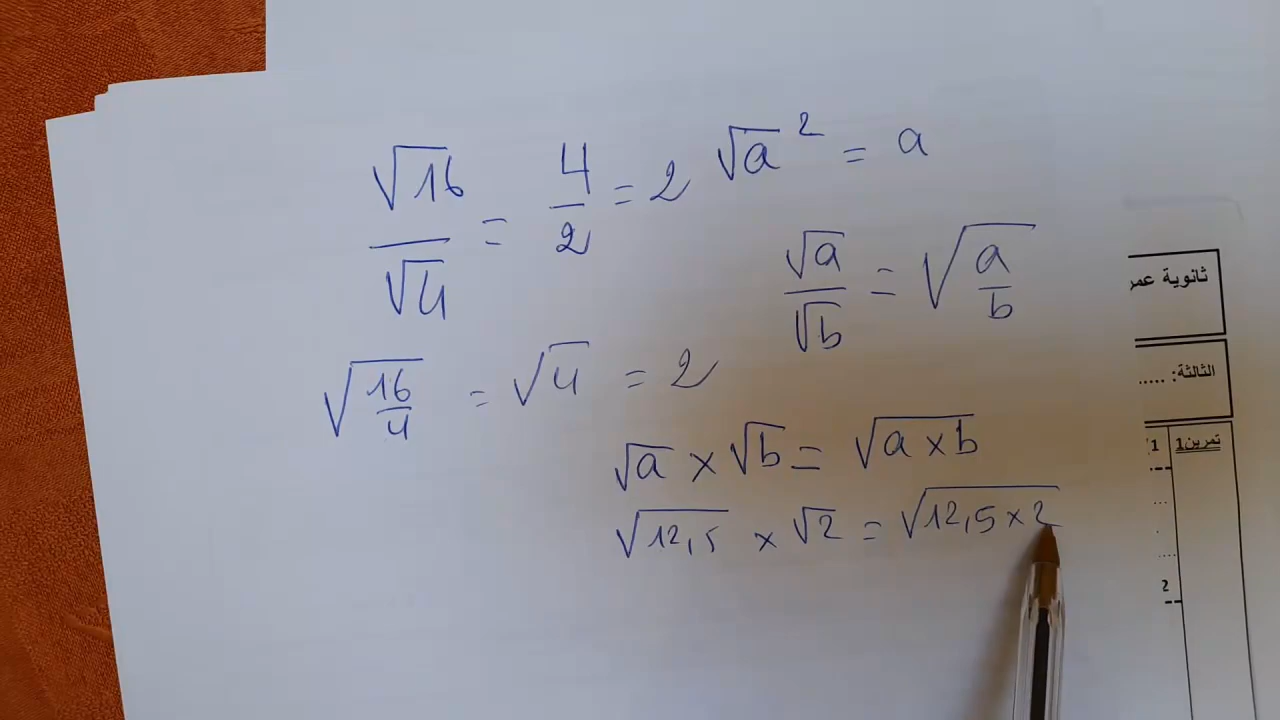 √16 / √4 = 4/2 = 2
√a² = a
√a / √b = √(a/b)
√(16/4) = √4 = 2
√a × √b = √(a×b)
√12,5 × √2 = √(12,5×2)
ثانوية عمر
الثالثة: .....
تمرين1
1
2